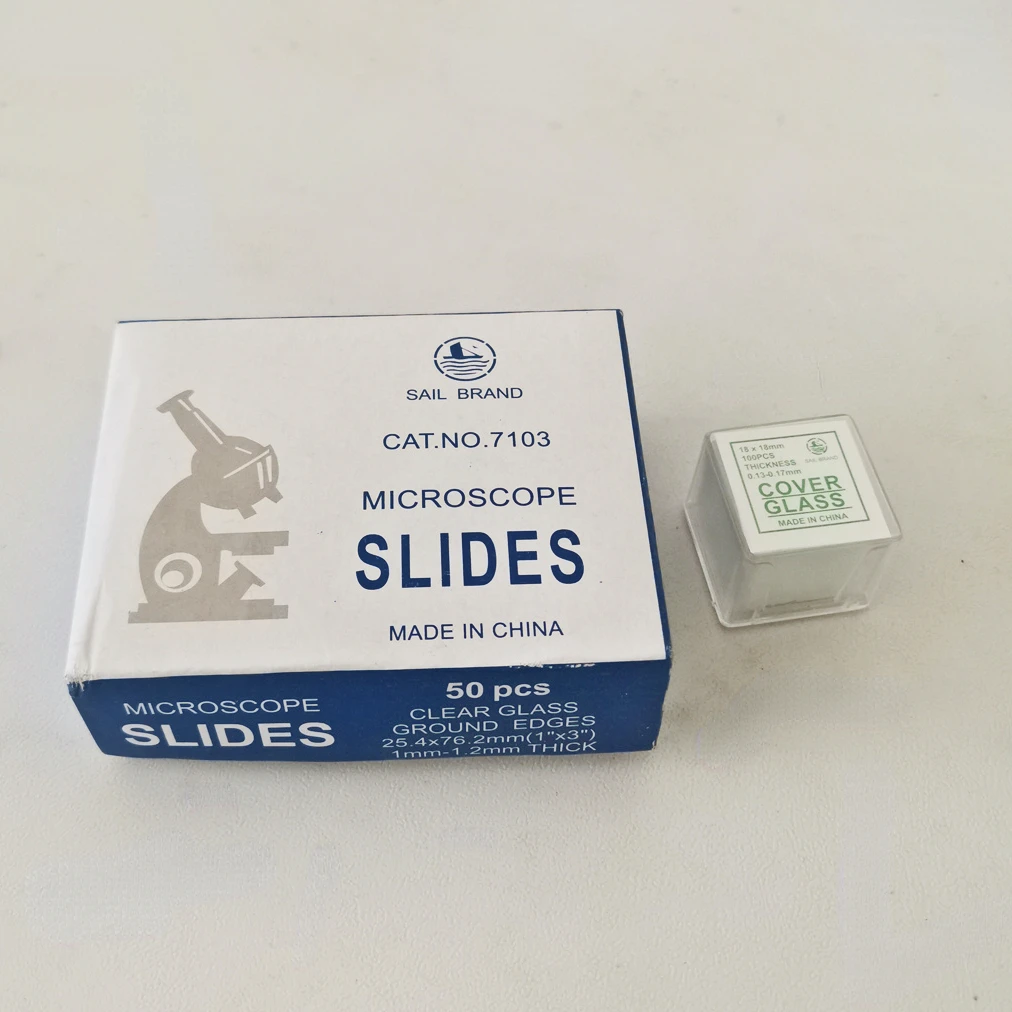 SAIL BRAND
CAT.NO.7103
MICROSCOPE
SLIDES
MADE IN CHINA
MICROSCOPE
SLIDES
50 pcs
CLEAR GLASS
GROUND EDGES
25.4x76.2mm(1"x3")
1mm-1.2mm THICK
18 x 18mm
100PCS
THICKNESS
0.13-0.17mm
SAIL BRAND
COVER
GLASS
MADE IN CHINA